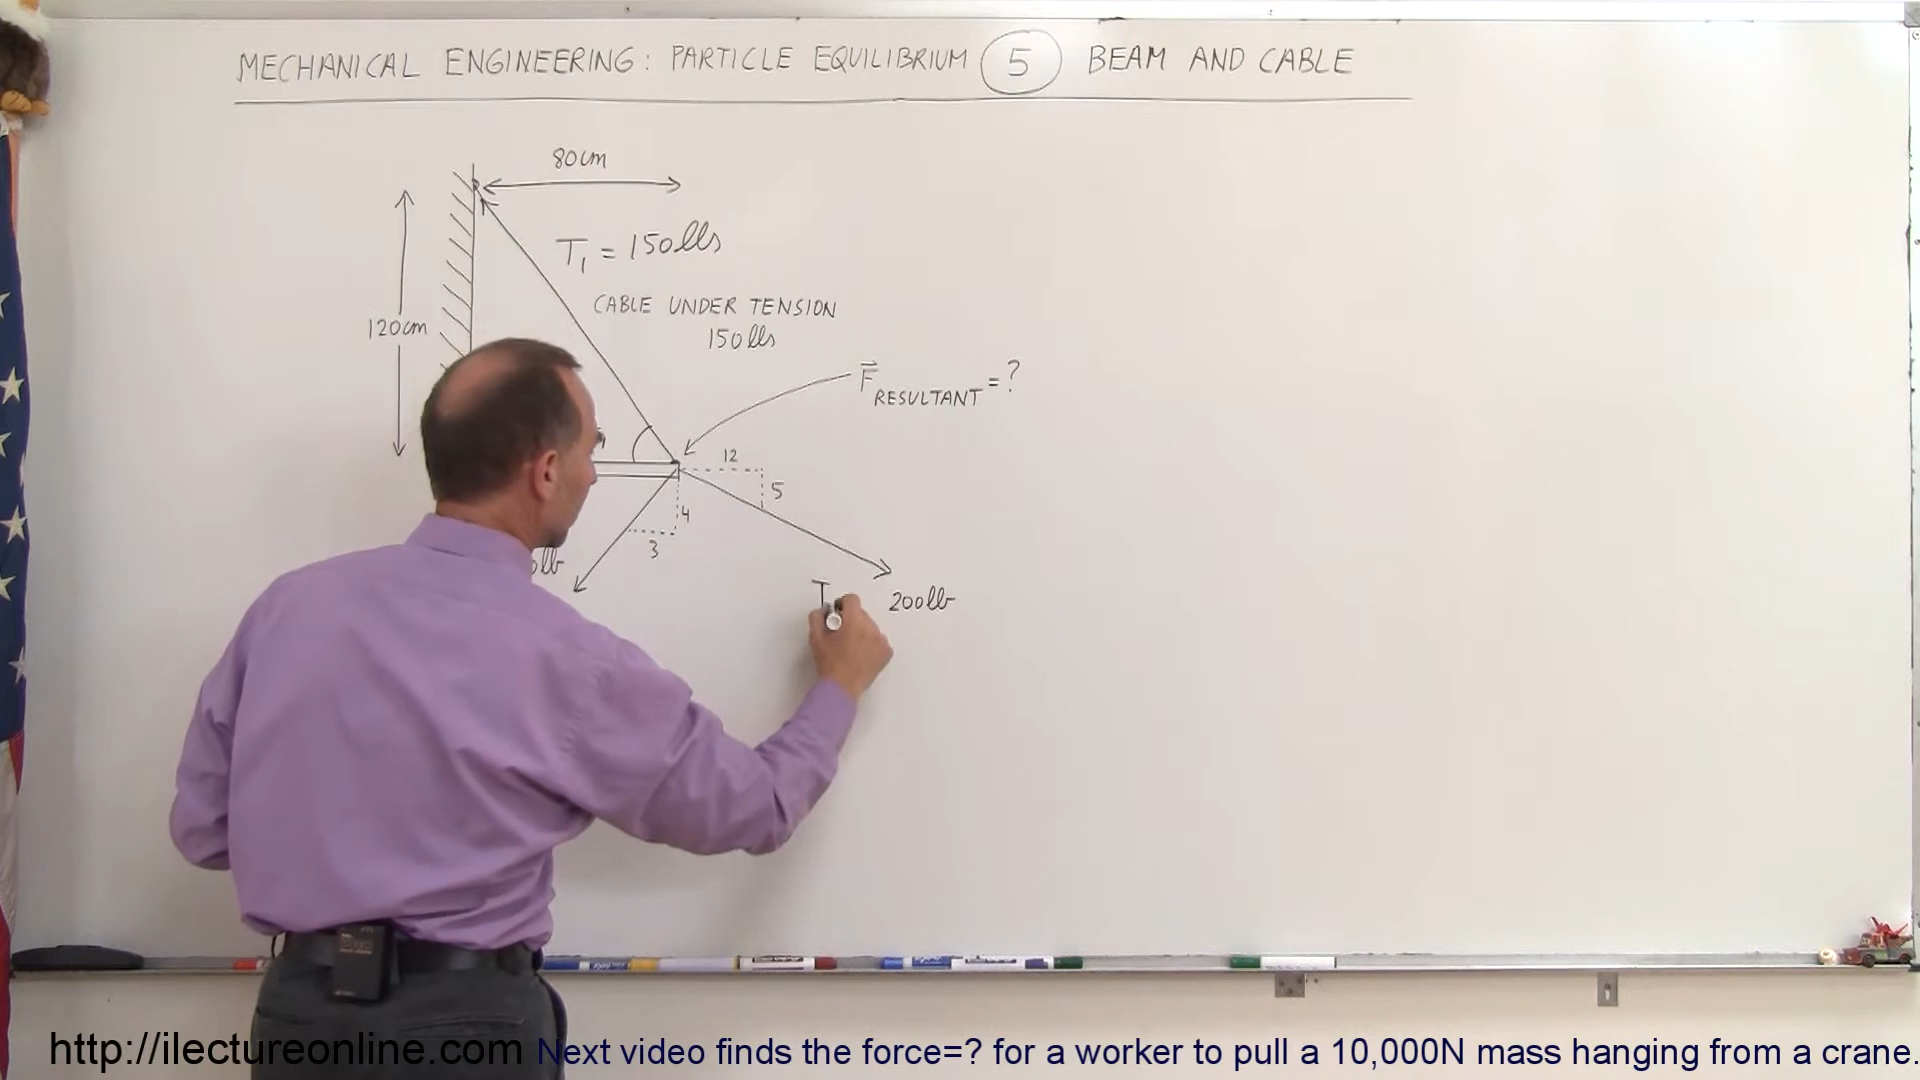 MECHANICAL ENGINEERING: PARTICLE EQUILIBRIUM 5 BEAM AND CABLE
80cm
T1 = 150lbs
CABLE UNDER TENSION
150lbs
120cm
F RESULTANT = ?
12
5
4
3
lb
T
200lb
http://ilectureonline.com
Next video finds the force=? for a worker to pull a 10,000N mass hanging from a crane.